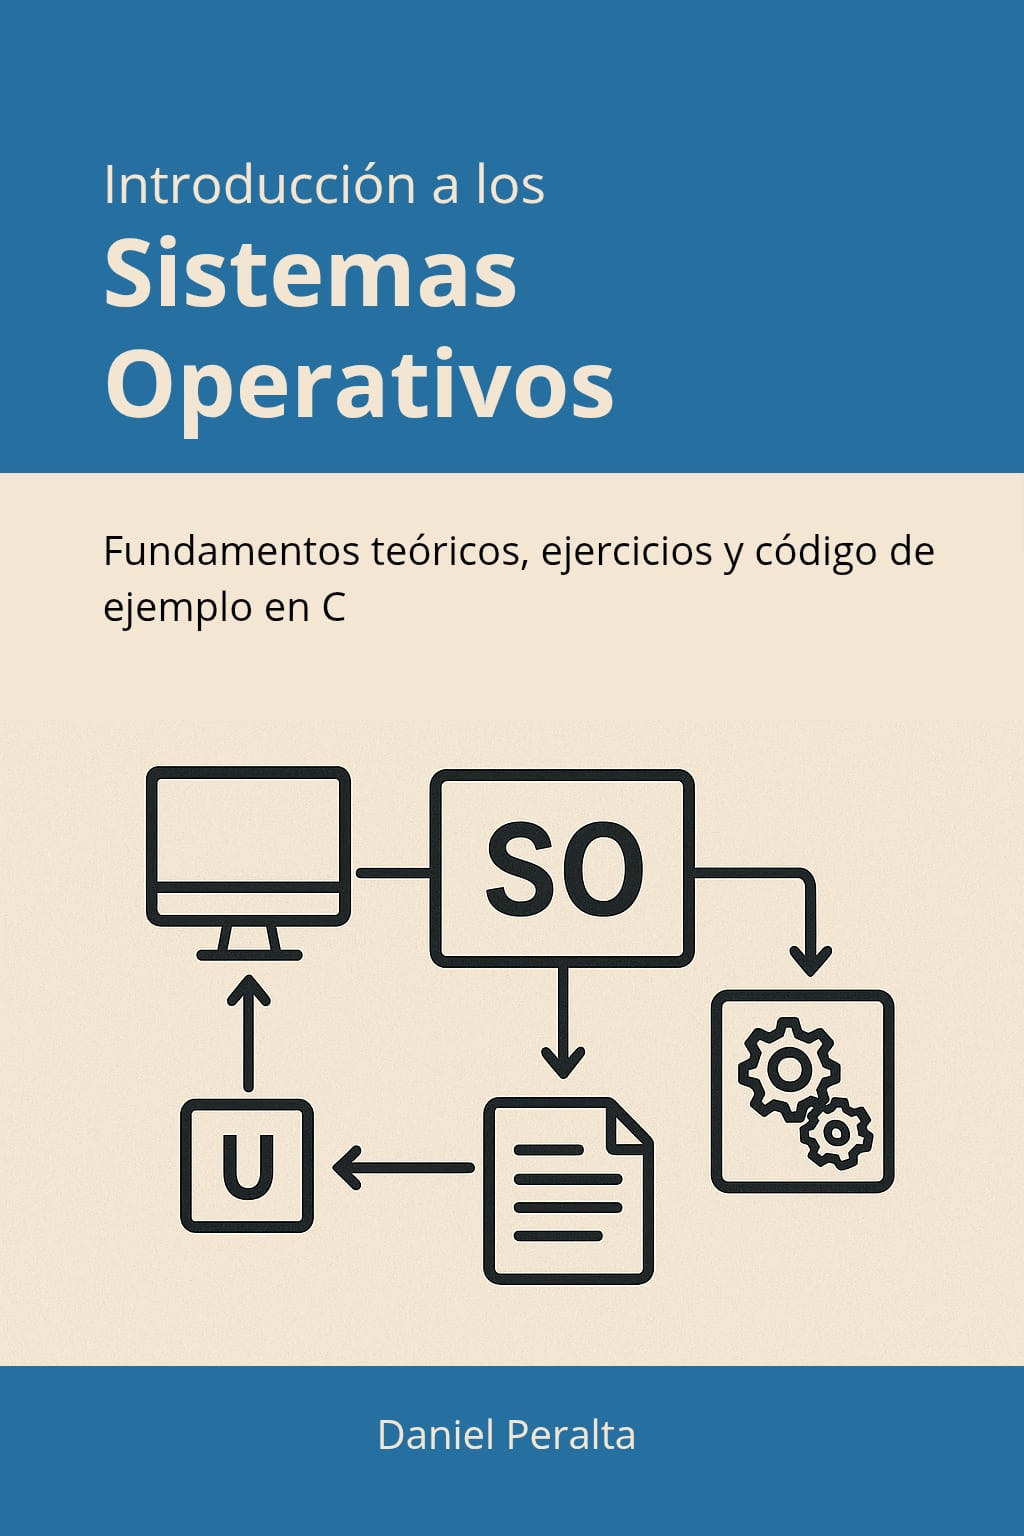 Introducción a los
Sistemas
Operativos
Fundamentos teóricos, ejercicios y código de
ejemplo en C
SO
U
Daniel Peralta